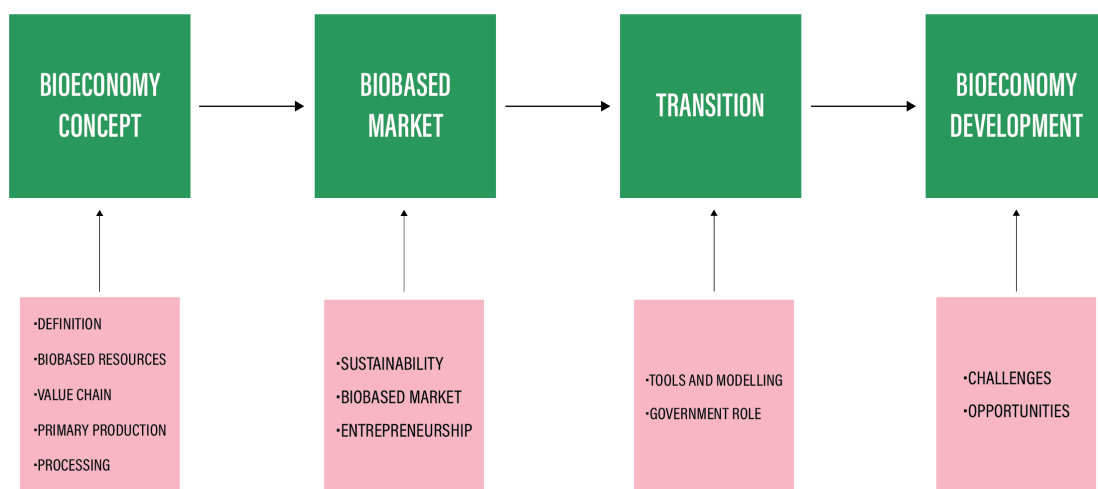 BIOECONOMY
CONCEPT
BIOBASED
MARKET
TRANSITION
BIOECONOMY
DEVELOPMENT
•DEFINITION
•BIOBASED RESOURCES
•VALUE CHAIN
•PRIMARY PRODUCTION
•PROCESSING
•SUSTAINABILITY
•BIOBASED MARKET
•ENTREPRENEURSHIP
•TOOLS AND MODELLING
•GOVERNMENT ROLE
•CHALLENGES
•OPPORTUNITIES